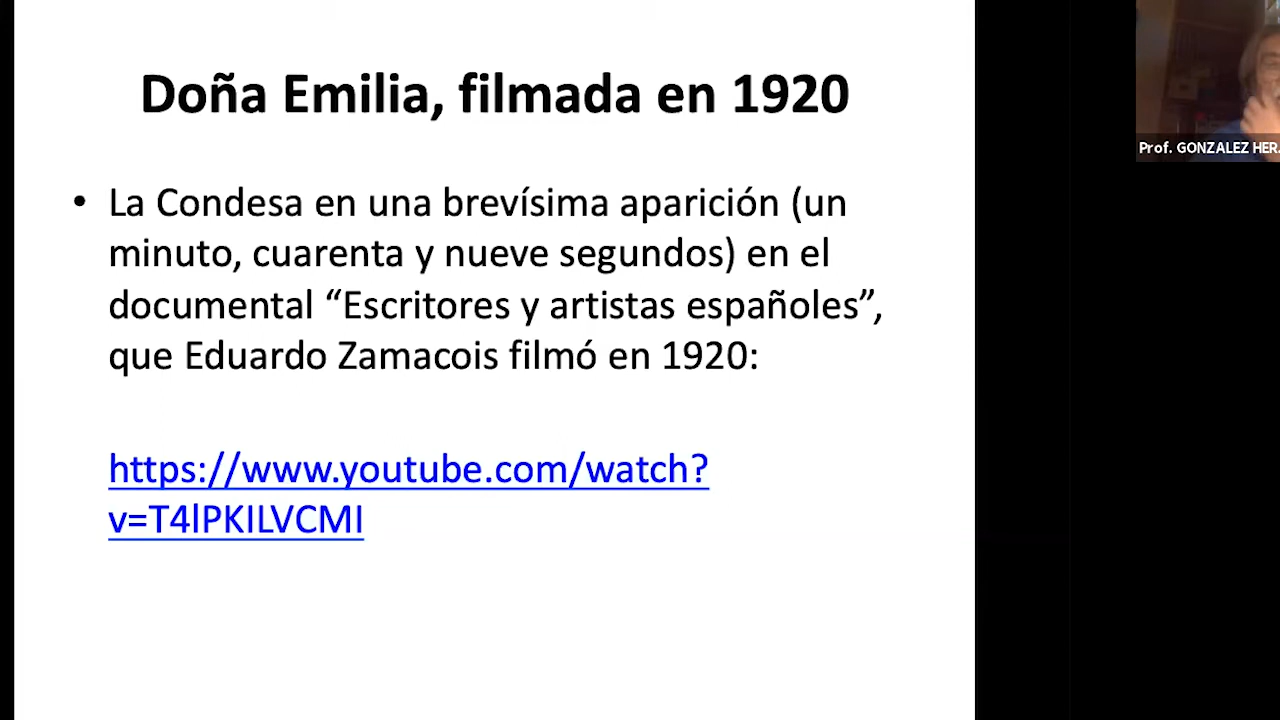 Doña Emilia, filmada en 1920
• La Condesa en una brevísima aparición (un
minuto, cuarenta y nueve segundos) en el
documental “Escritores y artistas españoles”,
que Eduardo Zamacois filmó en 1920:
https://www.youtube.com/watch?
v=T4lPKILVCMI
Prof. GONZALEZ HER.